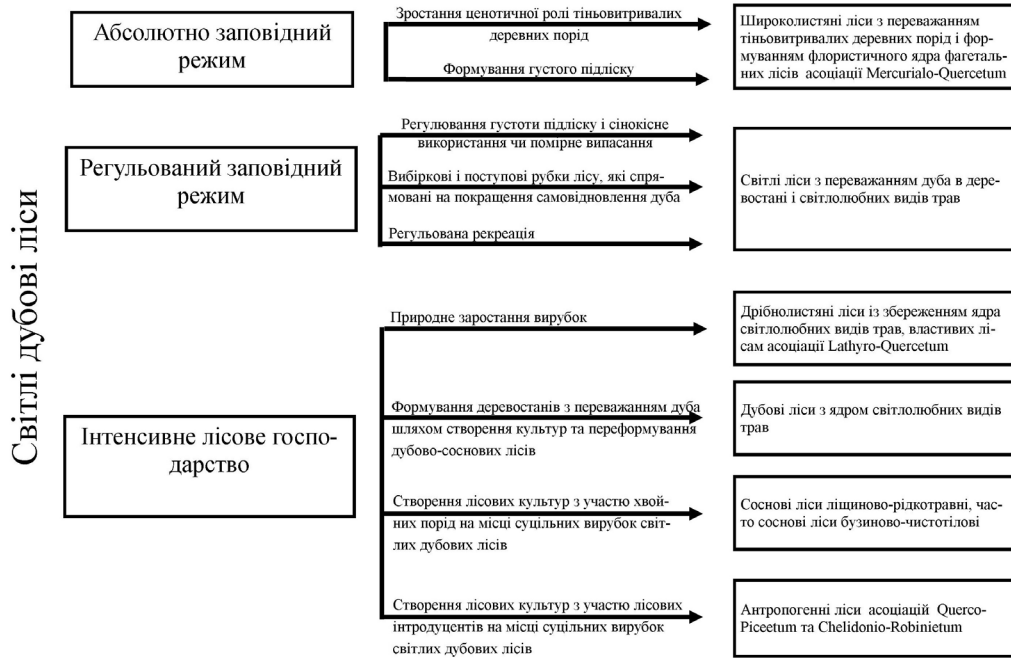 Світлі дубові ліси
Абсолютно заповідний
режим
Зростання ценотичної ролі тіньовитривалих
деревних порід
Формування густого підліску
Широколистяні ліси з переважанням
тіньовитривалих деревних порід і фор-
муванням флористичного ядра фагеталь-
них лісів асоціації Mercurialo-Quercetum
Регульований заповідний
режим
Регулювання густоти підліску і сінокісне
використання чи помірне випасання
Вибіркові і поступові рубки лісу, які спря-
мовані на покращення самовідновлення дуба
Регульована рекреація
Світлі ліси з переважанням дуба в дере-
востані і світлолюбних видів трав
Інтенсивне лісове госпо-
дарство
Природне заростання вирубок
Дрібнолистяні ліси із збереженням ядра
світлолюбних видів трав, властивих лі-
сам асоціації Lathyro-Quercetum
Формування деревостанів з переважанням дуба
шляхом створення культур та переформування
дубово-соснових лісів
Дубові ліси з ядром світлолюбних видів
трав
Створення лісових культур з участю хвой-
них порід на місці суцільних вирубок світ-
лих дубових лісів
Соснові ліси ліщиново-рідкотравні, час-
то соснові ліси бузиново-чистотілові
Створення лісових культур з участю лісових
інтродуцентів на місці суцільних вирубок
світлих дубових лісів
Антропогенні ліси асоціацій Querco-
Piceetum та Chelidonio-Robinietum